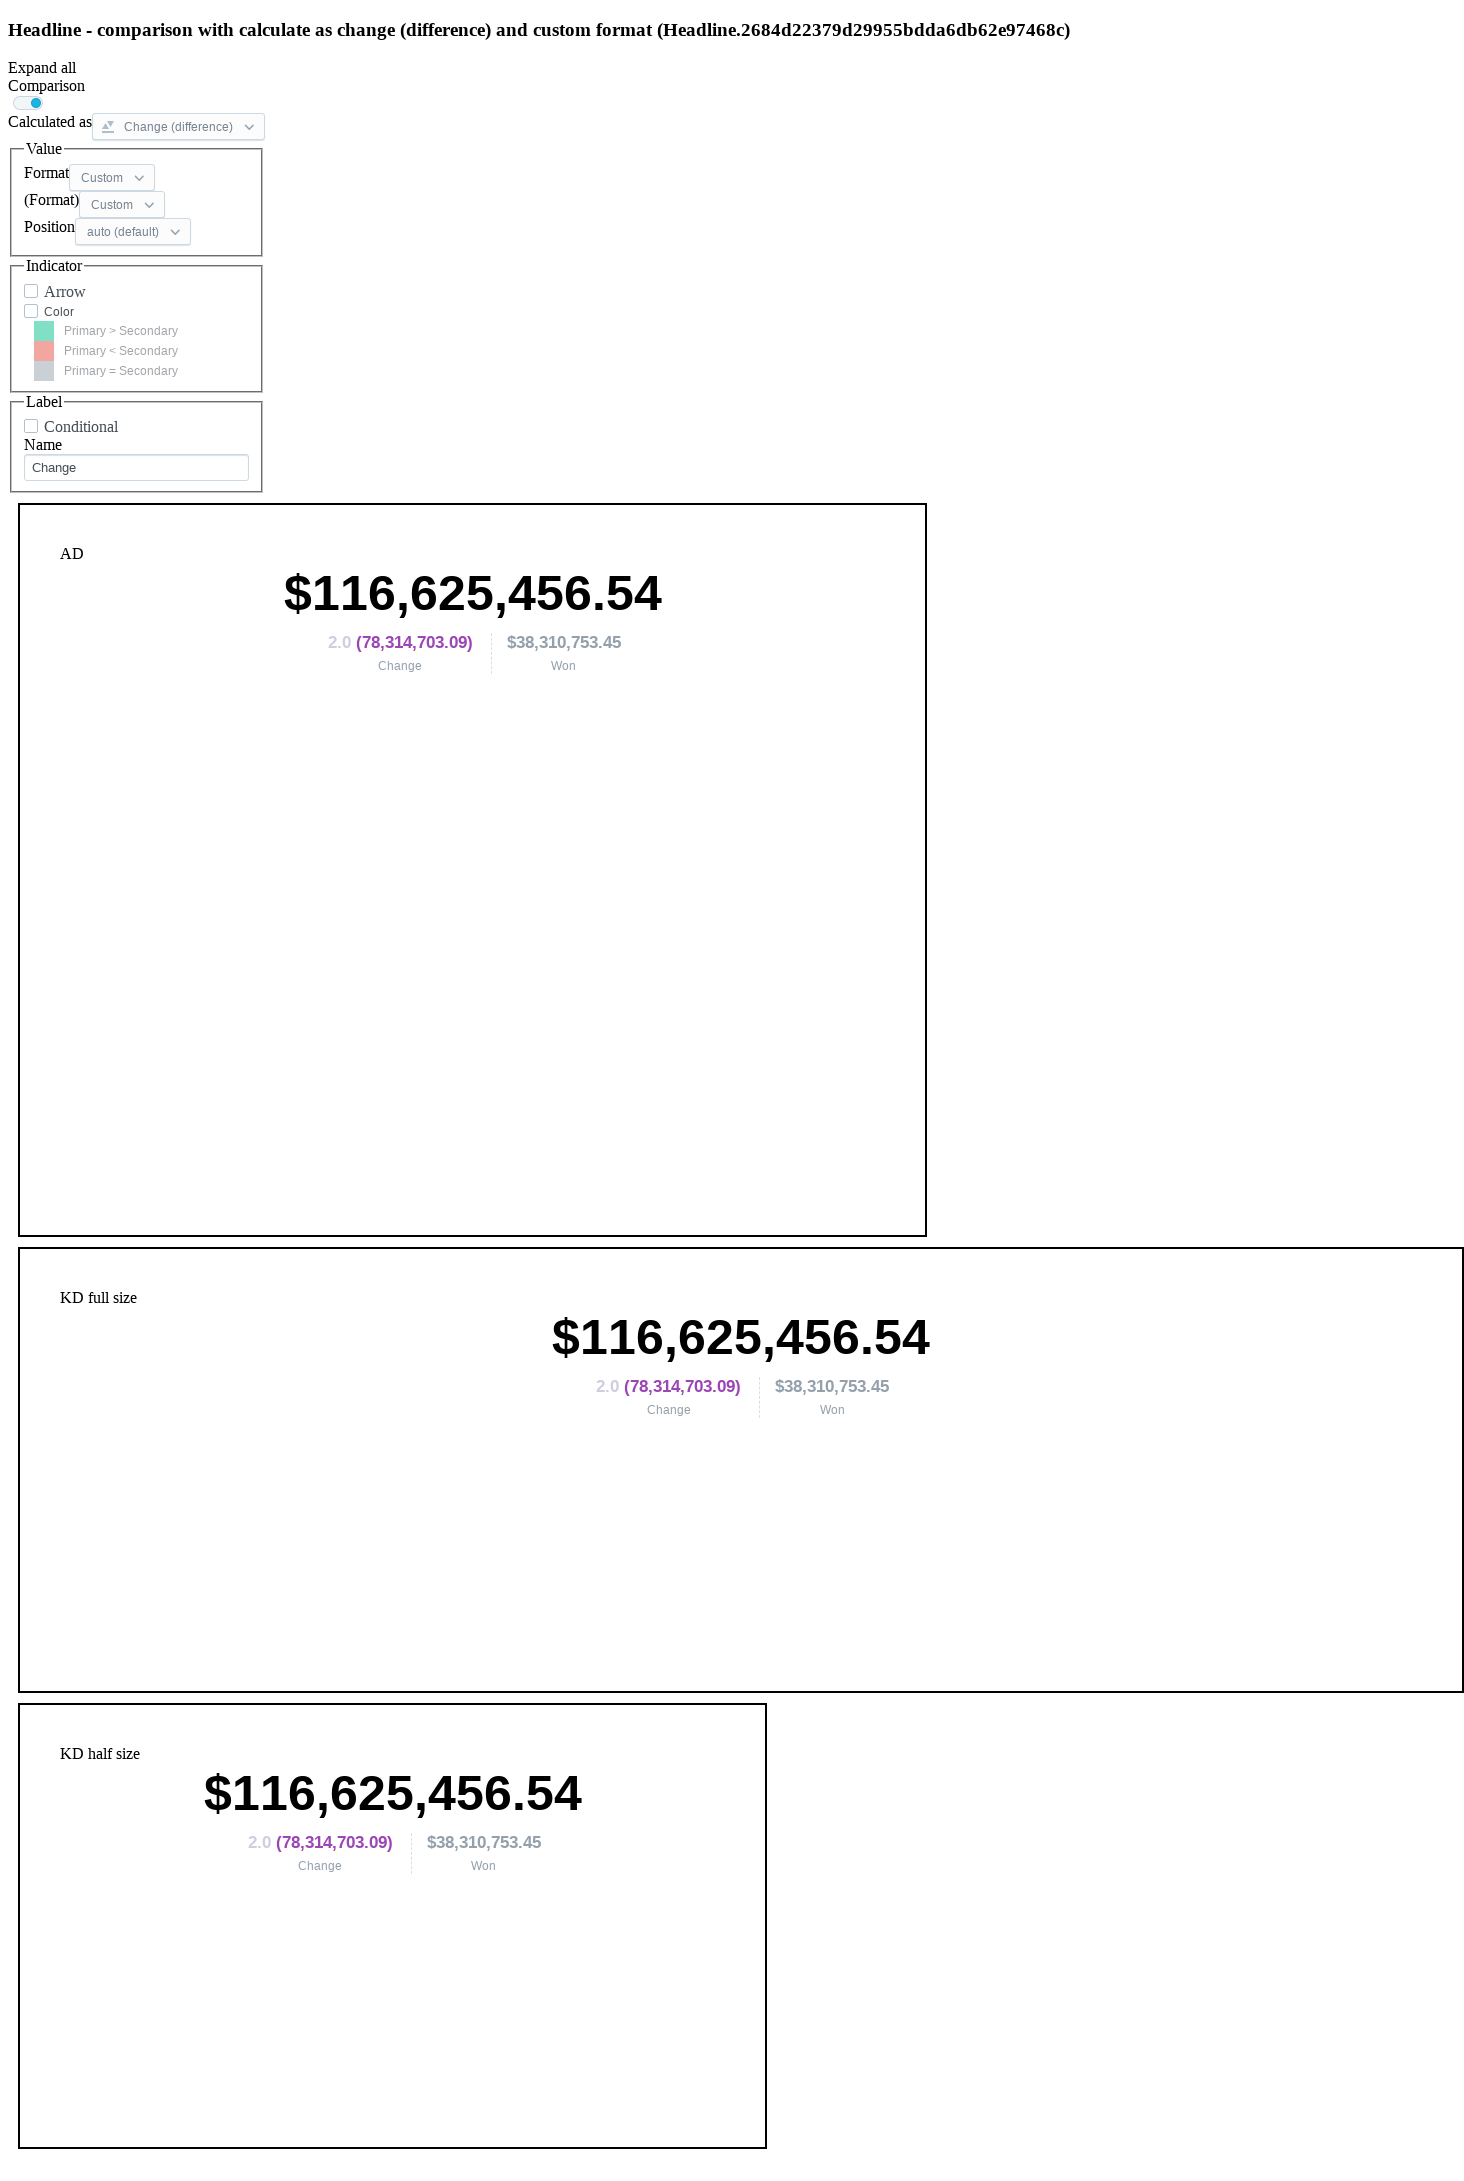 Headline - comparison with calculate as change (difference) and custom format (Headline.2684d22379d29955bdda6db62e97468c)
Expand all
Comparison
Calculated as Change (difference)
Value
Format Custom
(Format) Custom
Position auto (default)
Indicator
Arrow
Color
Primary > Secondary
Primary < Secondary
Primary = Secondary
Label
Conditional
Name
Change
AD
$116,625,456.54
2.0 (78,314,703.09) $38,310,753.45
Change Won
KD full size
$116,625,456.54
2.0 (78,314,703.09) $38,310,753.45
Change Won
KD half size
$116,625,456.54
2.0 (78,314,703.09) $38,310,753.45
Change Won